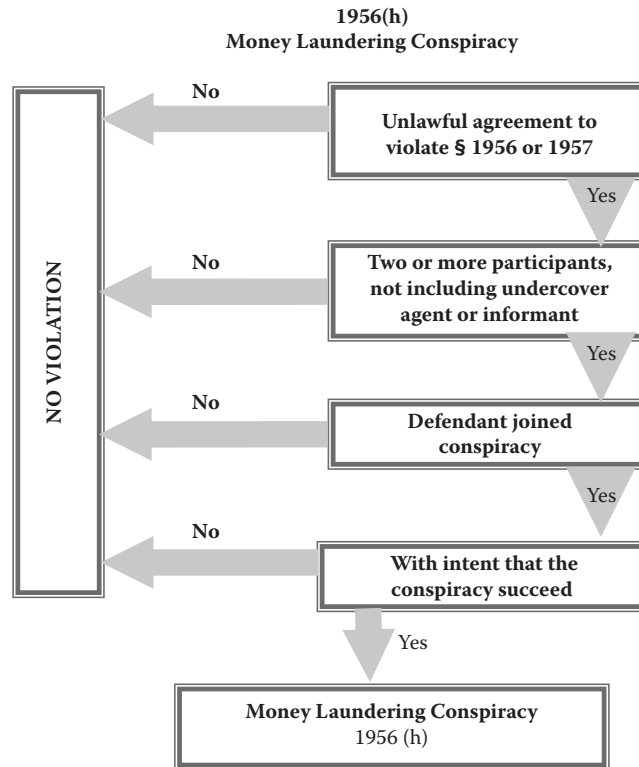 1956(h)
Money Laundering Conspiracy
No
Unlawful agreement to
violate § 1956 or 1957
Yes
No
Two or more participants,
not including undercover
agent or informant
Yes
NO VIOLATION
No
Defendant joined
conspiracy
Yes
No
With intent that the
conspiracy succeed
Yes
Money Laundering Conspiracy
1956 (h)